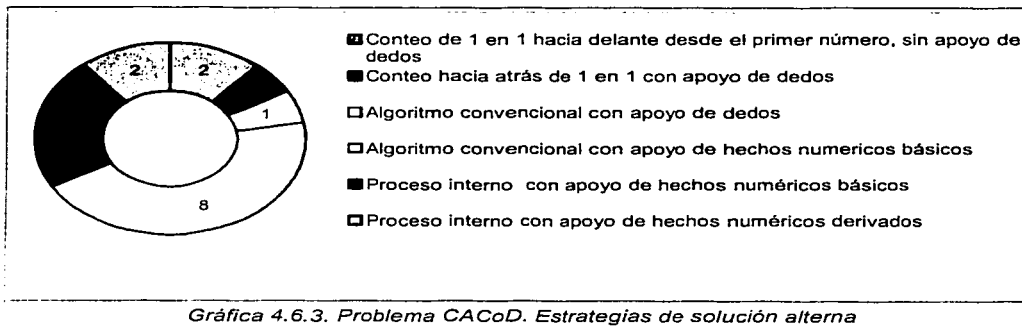 2 2
1
8
Conteo de 1 en 1 hacia delante desde el primer número, sin apoyo de
dedos
Conteo hacia atrás de 1 en 1 con apoyo de dedos
Algoritmo convencional con apoyo de dedos
Algoritmo convencional con apoyo de hechos numericos básicos
Proceso interno con apoyo de hechos numéricos básicos
Proceso interno con apoyo de hechos numéricos derivados
Gráfica 4.6.3. Problema CACoD. Estrategias de solución alterna